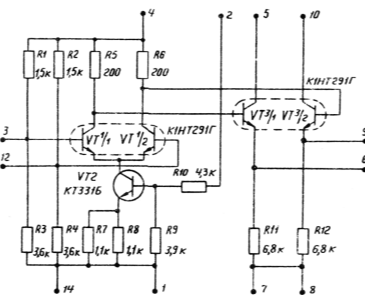 4
2
5
10
R1
1,5к
R2
1,5к
R5
200
R6
200
К1НТ291Г
VT3/1
VT3/2
3
VT1/1
VT1/2
К1НТ291Г
9
12
6
VT2
КТ331Б
R10
4,3к
R3
3,6к
R4
3,6к
R7
1,1к
R8
1,1к
R9
3,9к
R11
6,8к
R12
6,8к
14
1
7
8